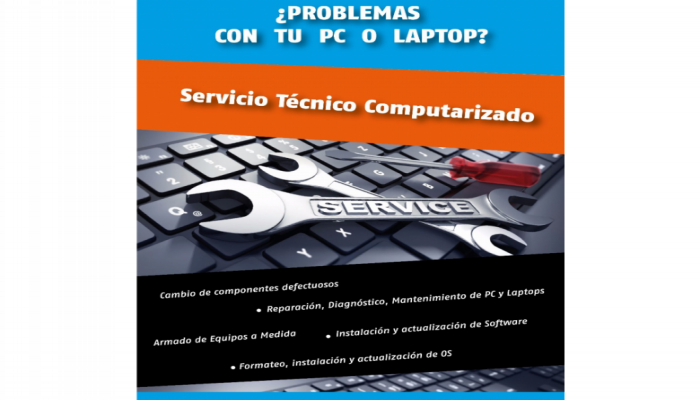 ¿PROBLEMAS
CON TU PC O LAPTOP?
Servicio Técnico Computarizado
SERVICE
Cambio de componentes defectuosos
• Reparación, Diagnóstico, Mantenimiento de PC y Laptops
Armado de Equipos a Medida
• Instalación y actualización de Software
• Formateo, instalación y actualización de OS